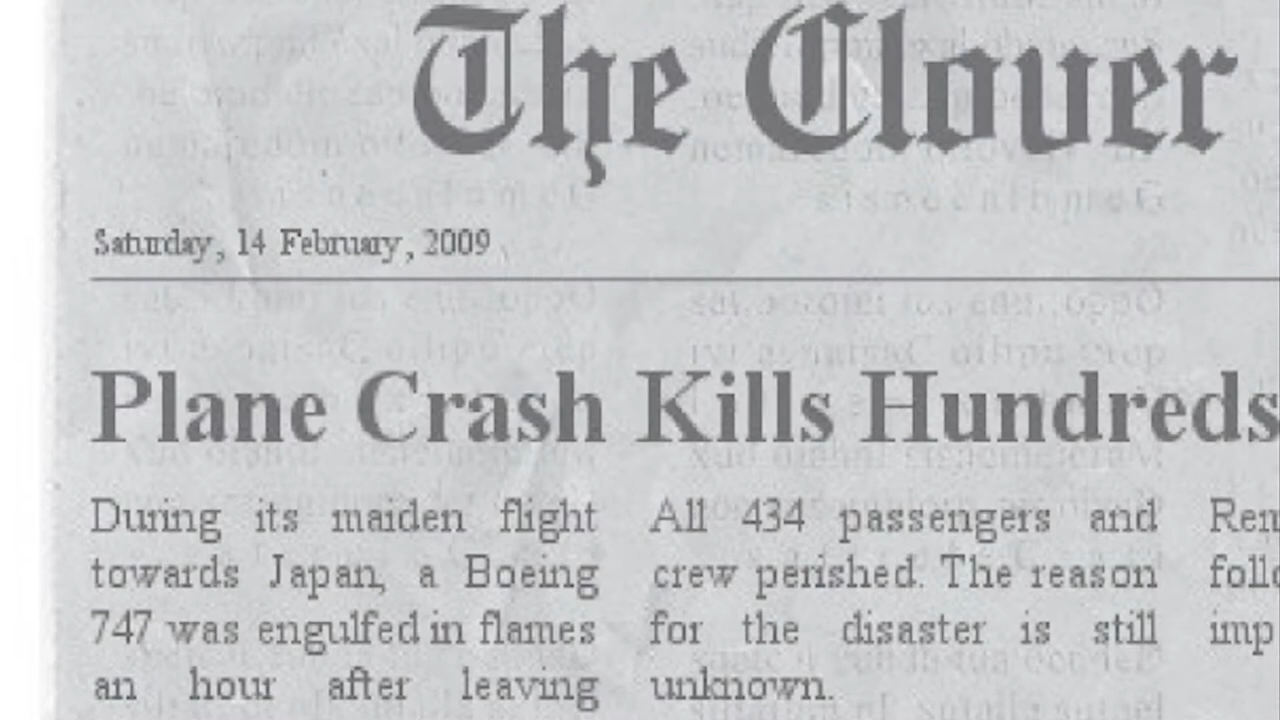 The Clover
Saturday, 14 February, 2009
Plane Crash Kills Hundreds
During its maiden flight
towards Japan, a Boeing
747 was engulfed in flames
an hour after leaving
All 434 passengers and
crew perished. The reason
for the disaster is still
unknown.